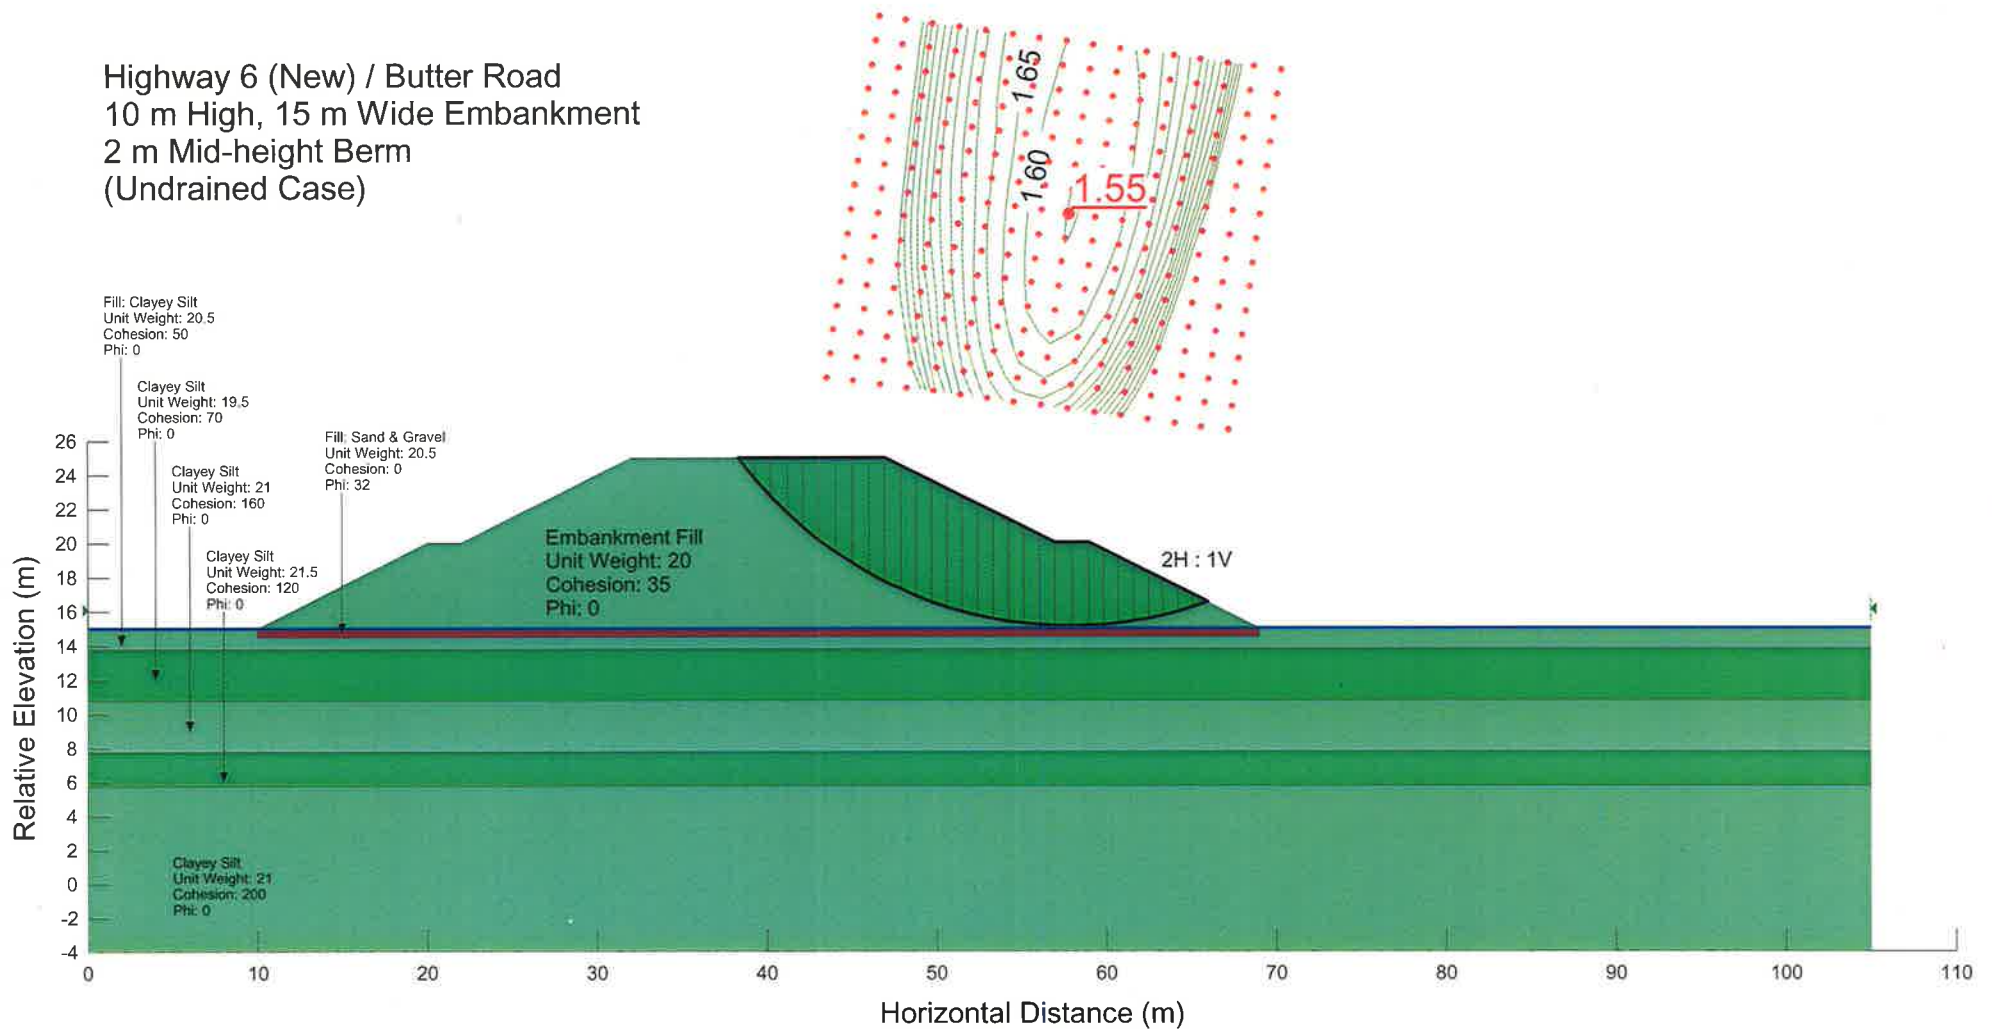 Highway 6 (New) / Butter Road
10 m High, 15 m Wide Embankment
2 m Mid-height Berm
(Undrained Case)
1.65
1.60
1.55
Fill: Clayey Silt
Unit Weight: 20.5
Cohesion: 50
Phi: 0
Clayey Silt
Unit Weight: 19.5
Cohesion: 70
Phi: 0
Clayey Silt
Unit Weight: 21
Cohesion: 160
Phi: 0
Clayey Silt
Unit Weight: 21.5
Cohesion: 120
Phi: 0
Fill: Sand & Gravel
Unit Weight: 20.5
Cohesion: 0
Phi: 32
Embankment Fill
Unit Weight: 20
Cohesion: 35
Phi: 0
2H : 1V
Clayey Silt
Unit Weight: 21
Cohesion: 200
Phi: 0
Relative Elevation (m)
26
24
22
20
18
16
14
12
10
8
6
4
2
0
-2
-4
0 10 20 30 40 50 60 70 80 90 100 110
Horizontal Distance (m)